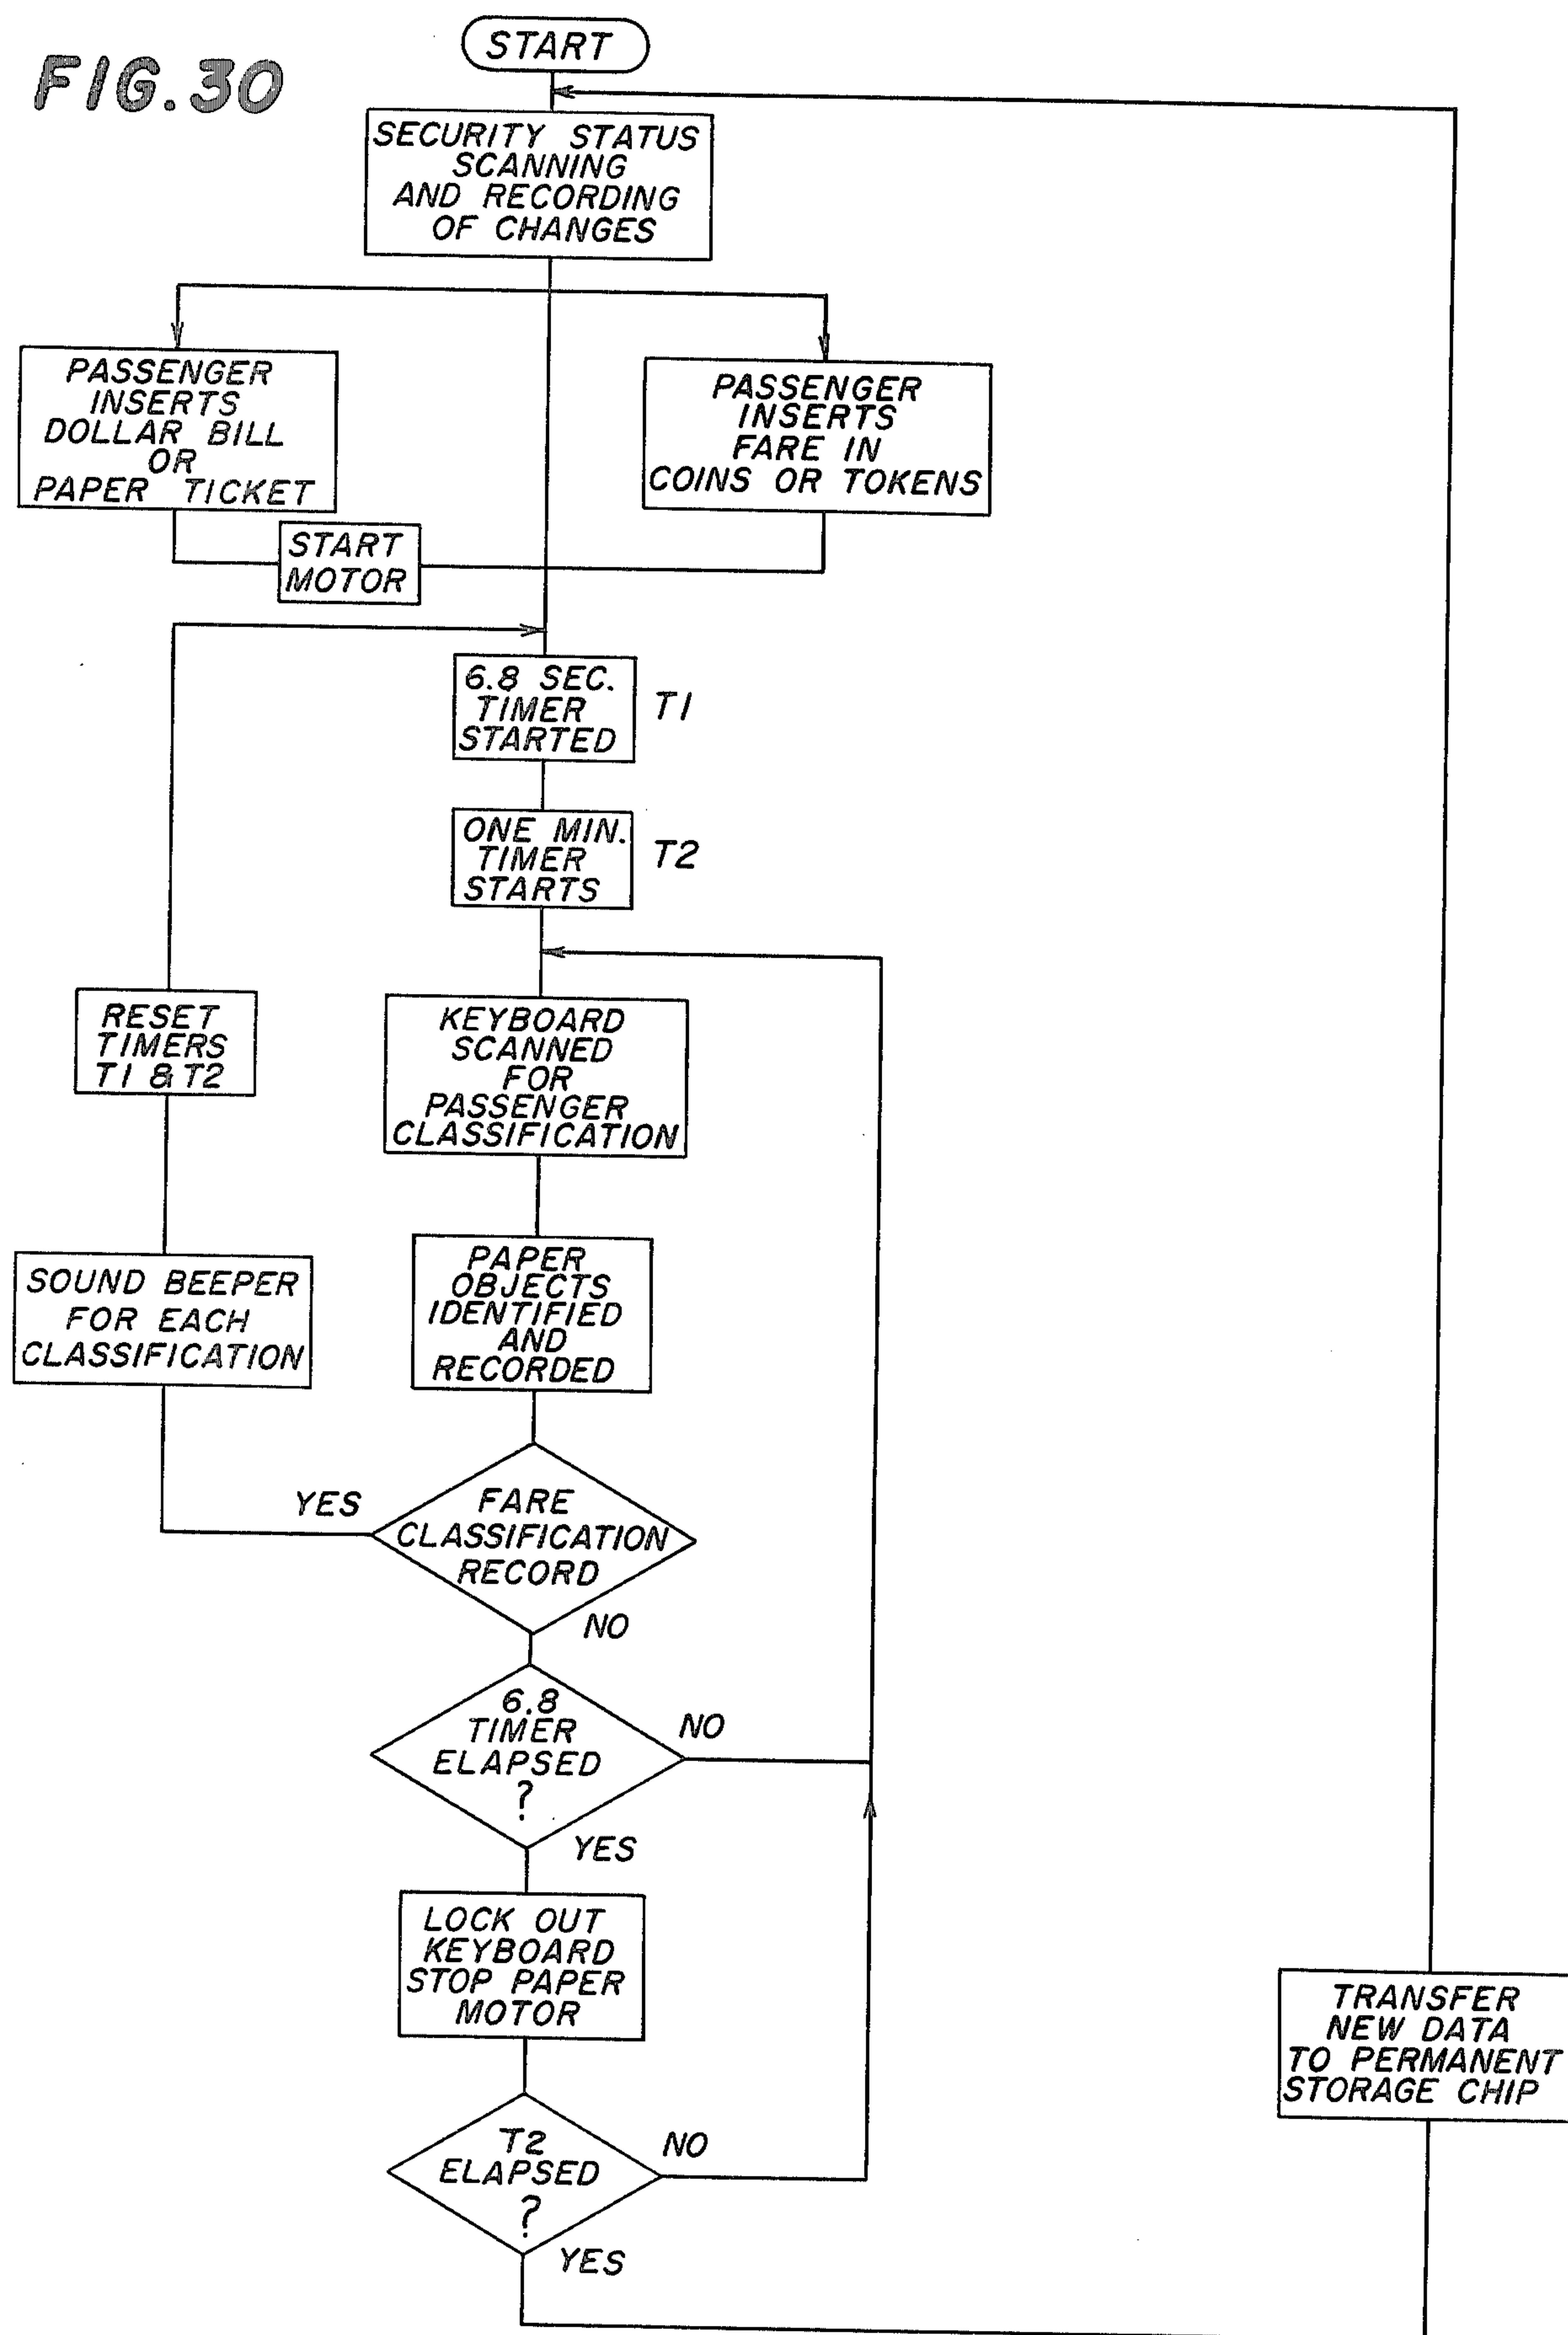 FIG.30
START
SECURITY STATUS
SCANNING
AND RECORDING
OF CHANGES
PASSENGER
INSERTS
DOLLAR BILL
OR
PAPER TICKET
PASSENGER
INSERTS
FARE IN
COINS OR TOKENS
START
MOTOR
6.8 SEC.
TIMER
STARTED
T1
ONE MIN.
TIMER
STARTS
T2
RESET
TIMERS
T1 & T2
KEYBOARD
SCANNED
FOR
PASSENGER
CLASSIFICATION
SOUND BEEPER
FOR EACH
CLASSIFICATION
PAPER
OBJECTS
IDENTIFIED
AND
RECORDED
YES
FARE
CLASSIFICATION
RECORD
NO
6.8
TIMER
ELAPSED
?
NO
YES
LOCK OUT
KEYBOARD
STOP PAPER
MOTOR
TRANSFER
NEW DATA
TO PERMANENT
STORAGE CHIP
T2
ELAPSED
?
NO
YES